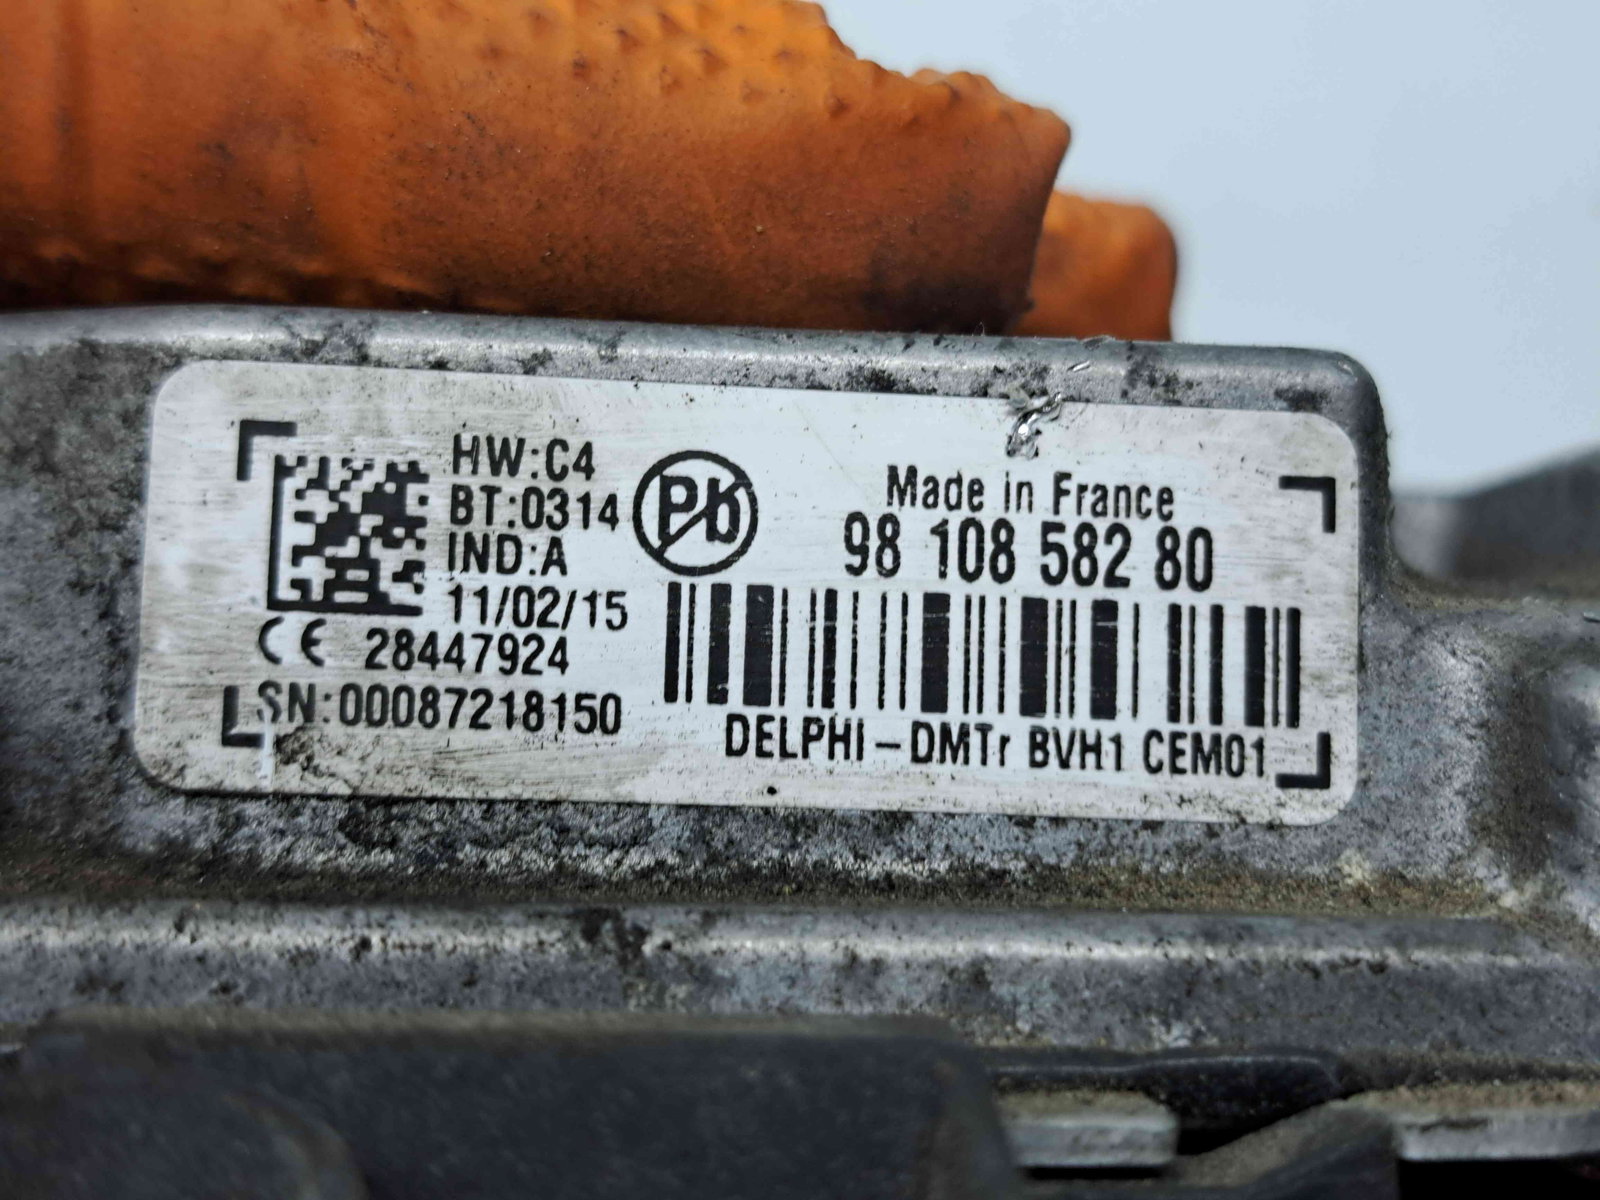 HW:C4
BT:0314
IND:A
11/02/15
CE 28447924
SN:00087218150
Pb
Made in France
98 108 582 80
DELPHI – DMTr BVH1 CEM01